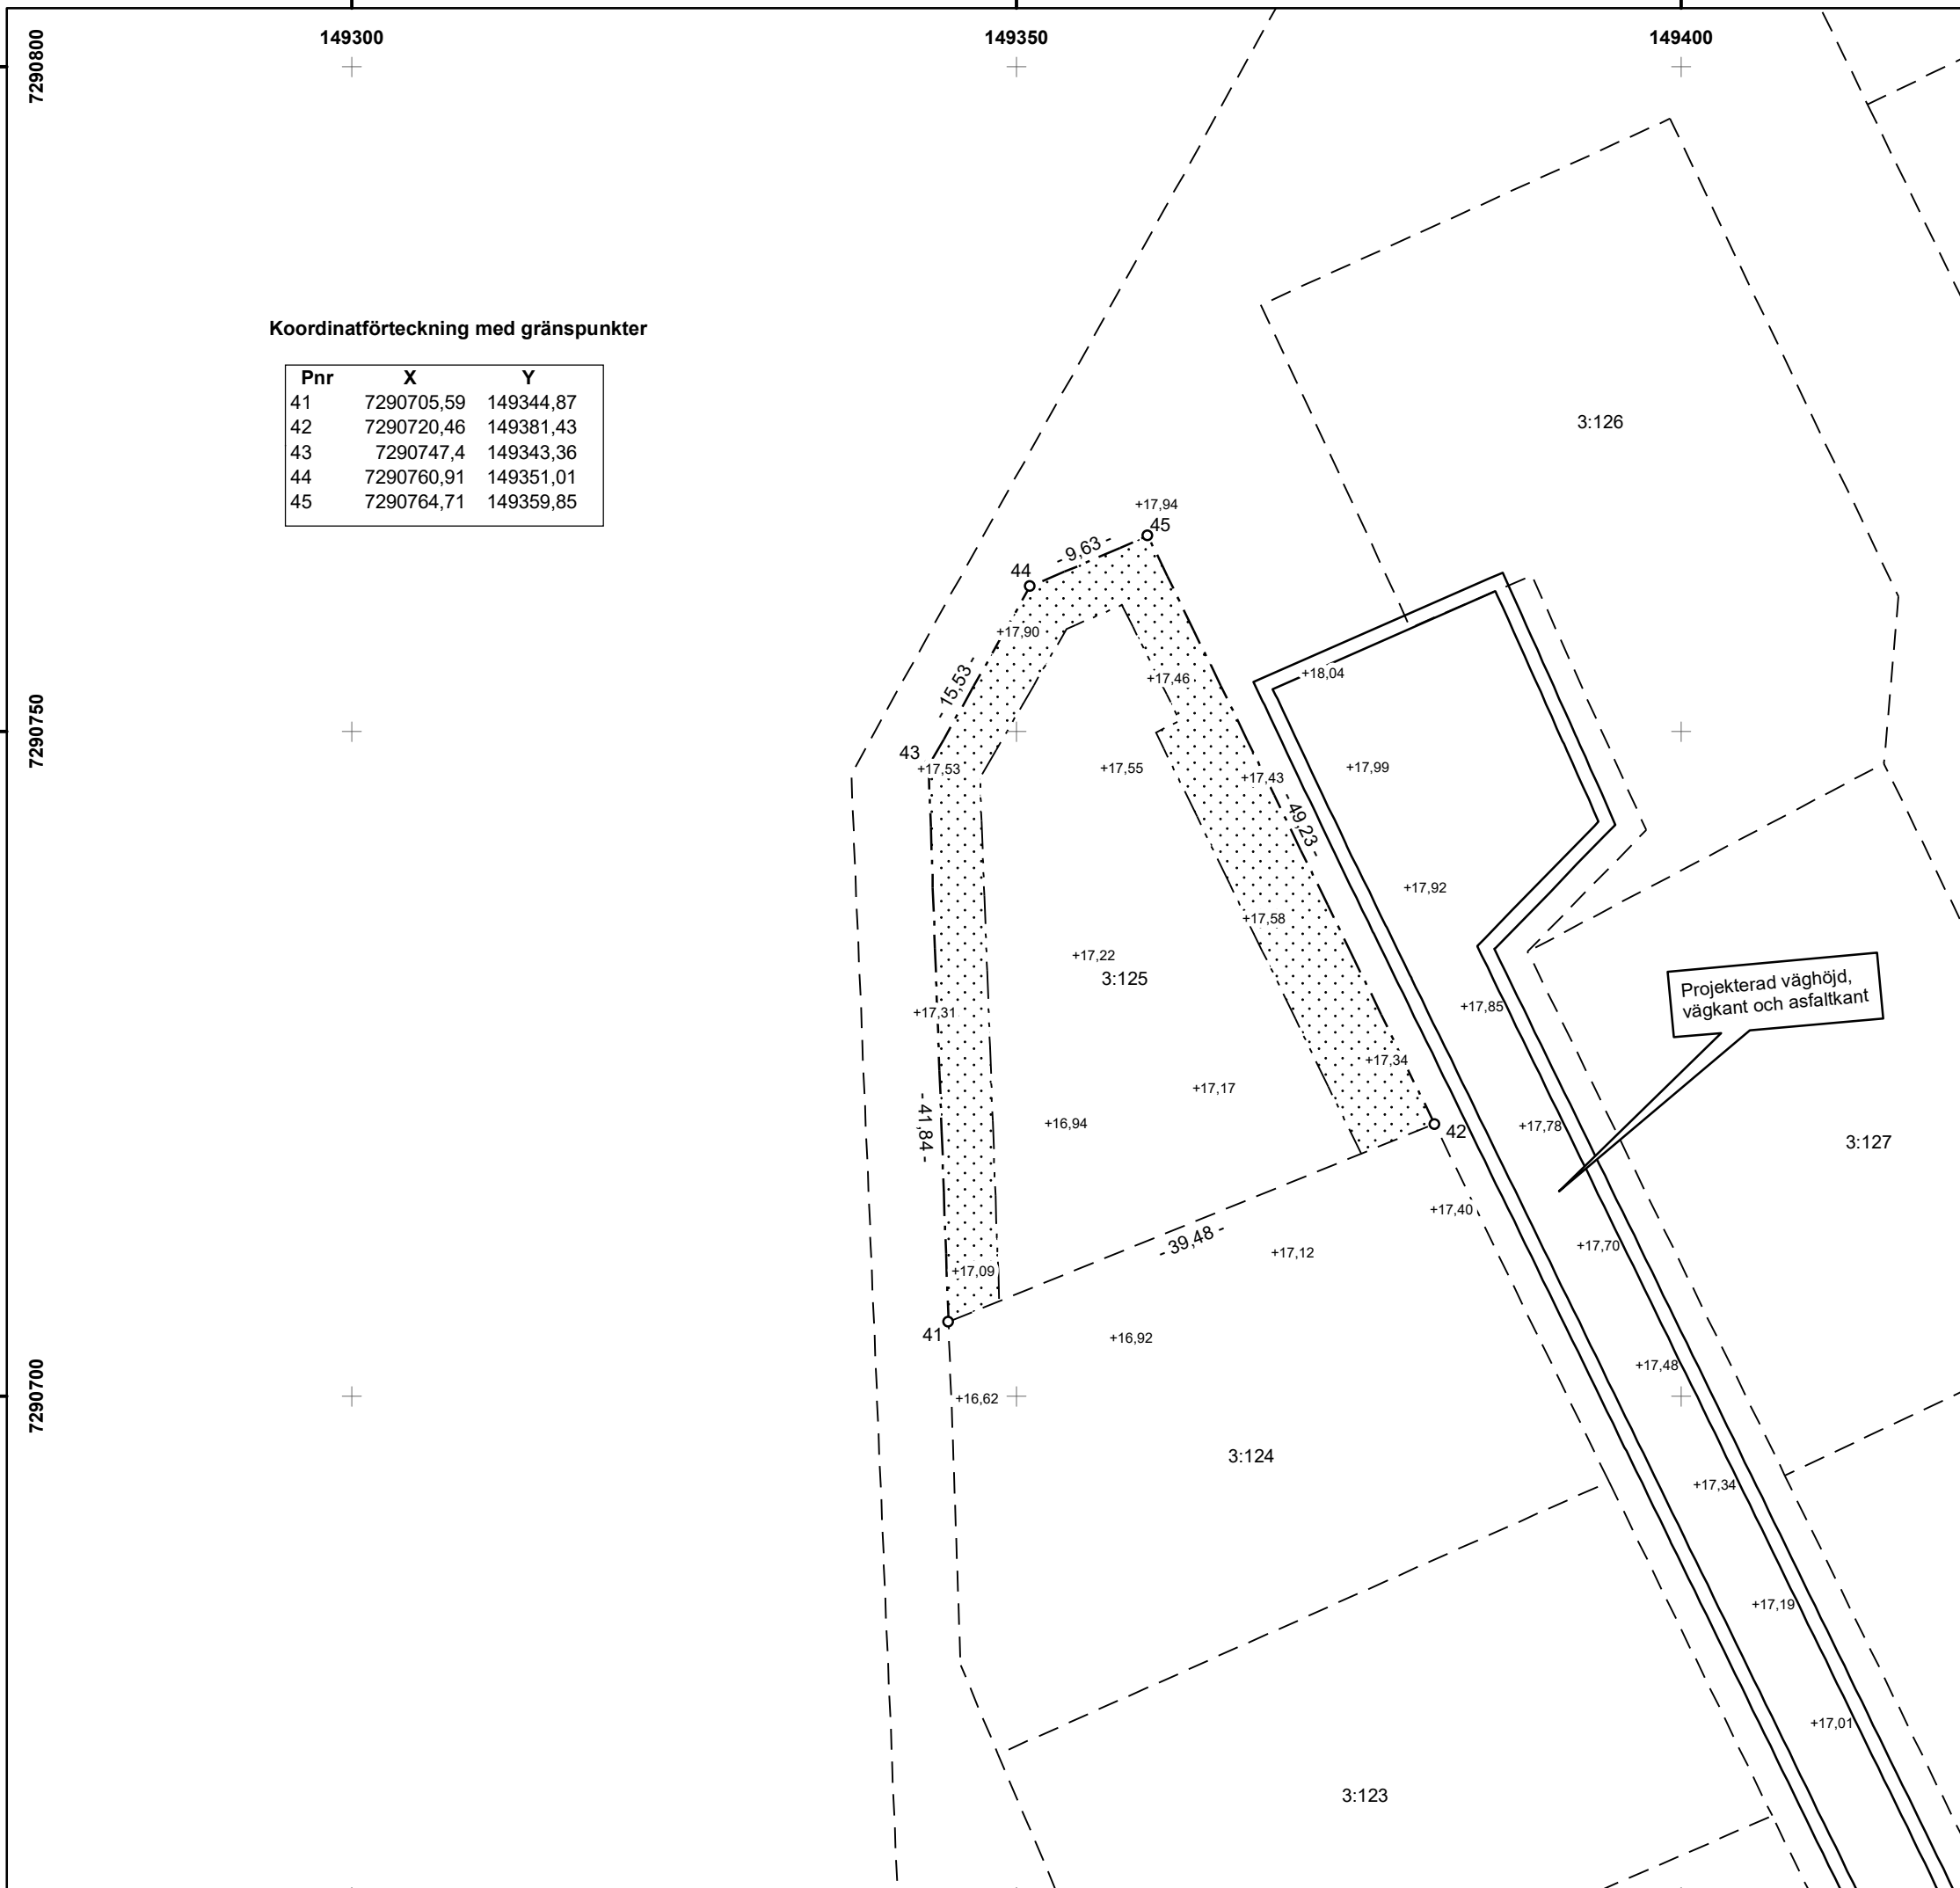 149300 149350 149400
7290800
Koordinatförteckning med gränspunkter
Pnr X Y
41 7290705,59 149344,87
42 7290720,46 149381,43
43 7290747,4 149343,36
44 7290760,91 149351,01
45 7290764,71 149359,85
3:126
+17,94
45
- 9,63 -
44
+17,90
+17,46
+18,04
- 15,53 -
7290750
43
+17,53
+17,55
+17,43
+17,99
- 49,23 -
+17,92
+17,58
+17,22
3:125
Projekterad väghöjd,
vägkant och asfaltkant
+17,85
+17,31
+17,34
+17,17
- 41,84 -
+16,94
42
+17,78
3:127
+17,40
- 39,48 -
+17,12
+17,70
+17,09
41
+16,92
+17,48
7290700
+16,62
3:124
+17,34
+17,19
+17,01
3:123